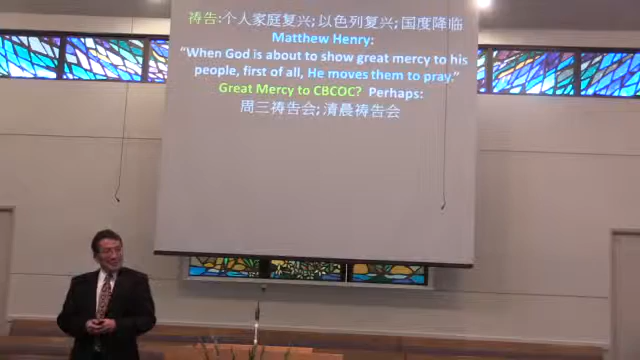 祷告:个人家庭复兴;以色列复兴;国度降临
Matthew Henry:
“When God is about to show great mercy to his
people, first of all, He moves them to pray.”
Great Mercy to CBCOC? Perhaps:
周三祷告会;清晨祷告会